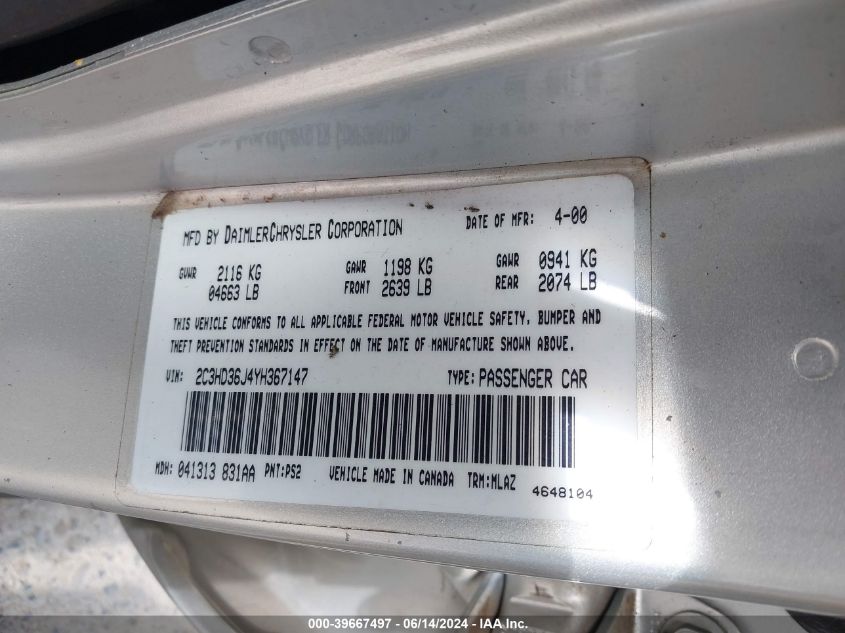 MFD BY DAIMLERCHRYSLER CORPORATION DATE OF MFR: 4-00
GVWR 2116 KG GAWR 1198 KG GAWR 0941 KG
04663 LB FRONT 2639 LB REAR 2074 LB
THIS VEHICLE CONFORMS TO ALL APPLICABLE FEDERAL MOTOR VEHICLE SAFETY, BUMPER AND
THEFT PREVENTION STANDARDS IN EFFECT ON THE DATE OF MANUFACTURE SHOWN ABOVE.
VIN: 2C3HD36J4YH367147 TYPE: PASSENGER CAR
MDH: 041313 831AA PNT:PS2 VEHICLE MADE IN CANADA TRM:MLAZ 4648104
000-39667497 - 06/14/2024 - IAA Inc.